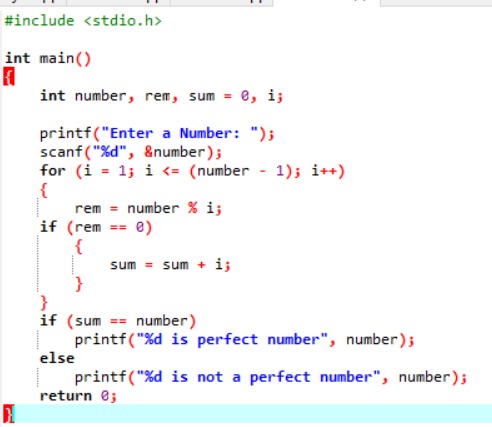 #include <stdio.h>
int main()
{
int number, rem, sum = 0, i;
printf("Enter a Number: ");
scanf("%d", &number);
for (i = 1; i <= (number - 1); i++)
{
rem = number % i;
if (rem == 0)
{
sum = sum + i;
}
}
if (sum == number)
printf("%d is perfect number", number);
else
printf("%d is not a perfect number", number);
return 0;
}